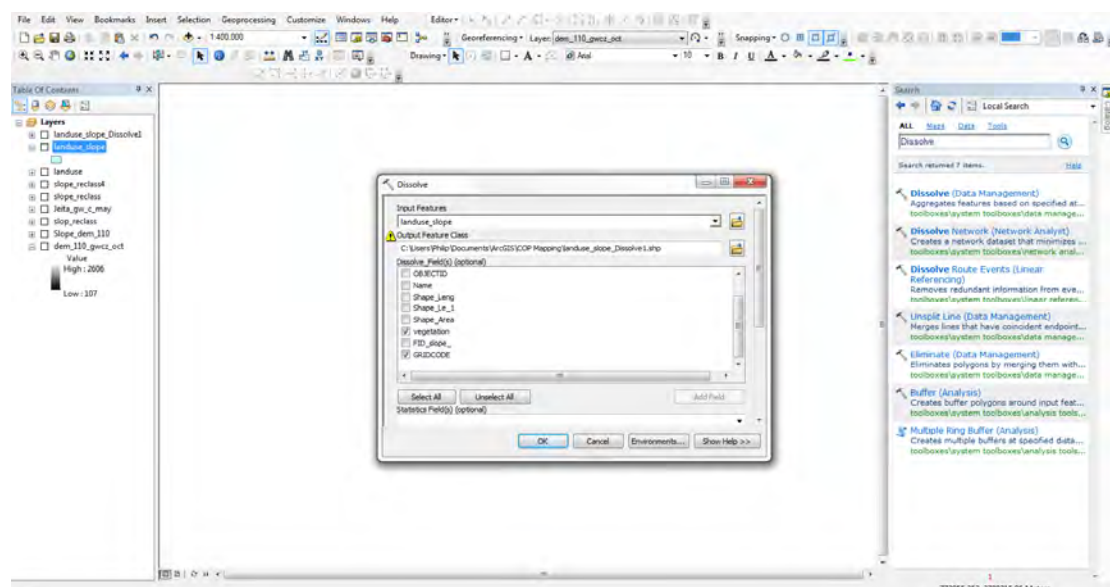 File Edit View Bookmarks Insert Selection Geoprocessing Customize Windows Help Editor
1:400.000 Georeferencing Layer: dem_110_gwcz_oct Snapping
Drawing A Arial 10 B I U A
Table Of Contents
Layers
landuse_slope_Dissolve1
landuse_slope
landuse
slope_reclass4
slope_reclass
Jeita_gw_c_may
slop_reclass
Slope_dem_110
dem_110_gwcz_oct
Value
High : 2606
Low : 107
Dissolve
Input Features
landuse_slope
Output Feature Class
C:\Users\Philip\Documents\ArcGIS\COP Mapping\landuse_slope_Dissolve1.shp
Dissolve_Field(s) (optional)
OBJECTID
Name
Shape_Leng
Shape_Le_1
Shape_Area
vegetation
FID_slope_
GRIDCODE
Select All Unselect All Add Field
Statistics Field(s) (optional)
OK Cancel Environments... Show Help >>
Search
Local Search
ALL Maps Data Tools
Dissolve
Search returned 7 items. Help
Dissolve (Data Management)
Aggregates features based on specified at...
toolboxes\system toolboxes\data manage...
Dissolve Network (Network Analyst)
Creates a network dataset that minimizes ...
toolboxes\system toolboxes\network anal...
Dissolve Route Events (Linear
Referencing)
Removes redundant information from eve...
toolboxes\system toolboxes\linear referen...
Unsplit Line (Data Management)
Merges lines that have coincident endpoint...
toolboxes\system toolboxes\data manage...
Eliminate (Data Management)
Eliminates polygons by merging them with...
toolboxes\system toolboxes\data manage...
Buffer (Analysis)
Creates buffer polygons around input feat...
toolboxes\system toolboxes\analysis tools...
Multiple Ring Buffer (Analysis)
Creates multiple buffers at specified dista...
toolboxes\system toolboxes\analysis tools...